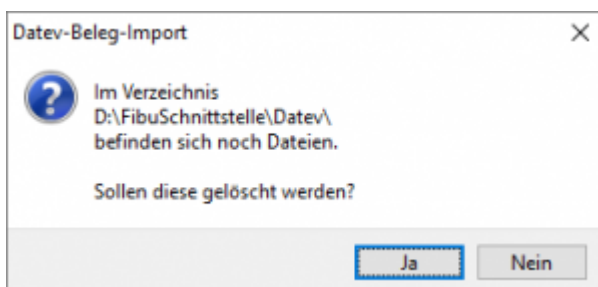 Datev-Beleg-Import
Im Verzeichnis
D:\FibuSchnittstelle\Datev\
befinden sich noch Dateien.
Sollen diese gelöscht werden?
Ja
Nein